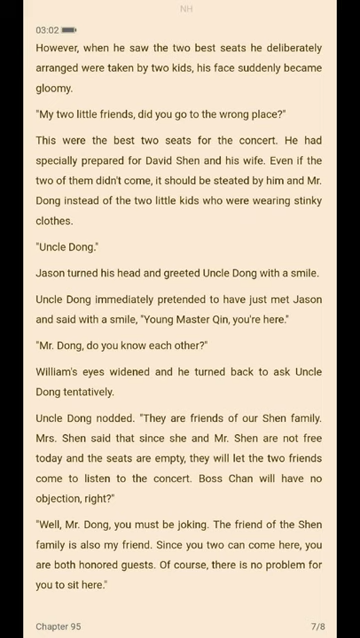 NH
03:02
However, when he saw the two best seats he deliberately
arranged were taken by two kids, his face suddenly became
gloomy.
"My two little friends, did you go to the wrong place?"
This were the best two seats for the concert. He had
specially prepared for David Shen and his wife. Even if the
two of them didn't come, it should be steated by him and Mr.
Dong instead of the two little kids who were wearing stinky
clothes.
"Uncle Dong."
Jason turned his head and greeted Uncle Dong with a smile.
Uncle Dong immediately pretended to have just met Jason
and said with a smile, "Young Master Qin, you're here."
"Mr. Dong, do you know each other?"
William's eyes widened and he turned back to ask Uncle
Dong tentatively.
Uncle Dong nodded. "They are friends of our Shen family.
Mrs. Shen said that since she and Mr. Shen are not free
today and the seats are empty, they will let the two friends
come to listen to the concert. Boss Chan will have no
objection, right?"
"Well, Mr. Dong, you must be joking. The friend of the Shen
family is also my friend. Since you two can come here, you
are both honored guests. Of course, there is no problem for
you to sit here."
Chapter 95 7/8